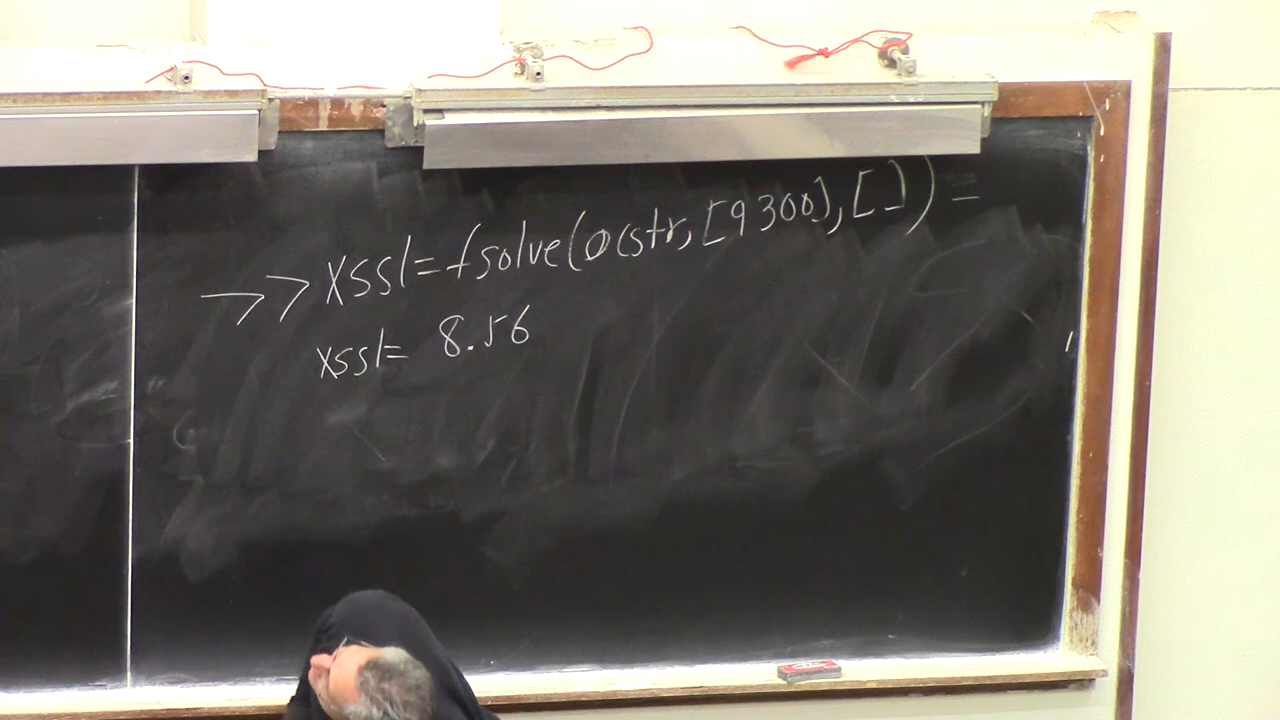 >> xss1=fsolve(@cstr,[9 300],[ ])=
xss1= 8.56